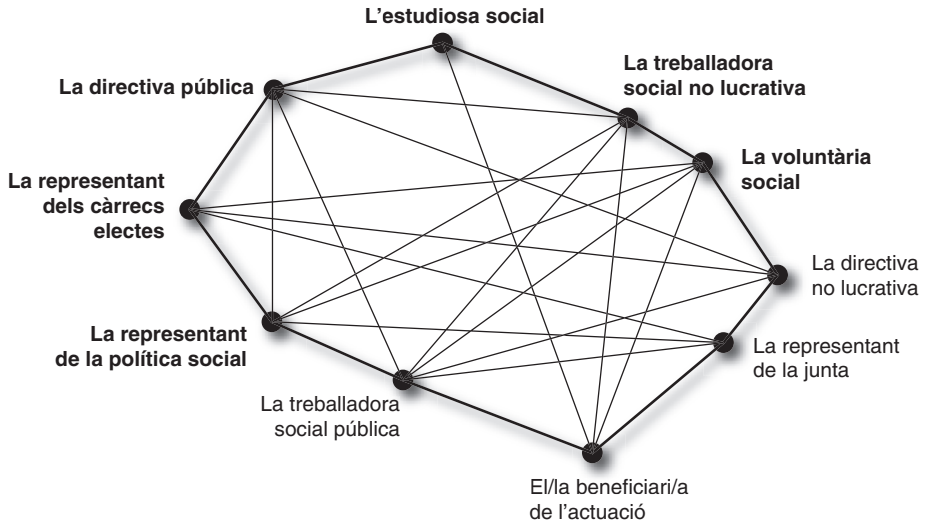 L’estudiosa social
La treballadora
social no lucrativa
La directiva pública
La voluntària
social
La representant
dels càrrecs
electes
La directiva
no lucrativa
La representant
de la política social
La representant
de la junta
La treballadora
social pública
El/la beneficiari/a
de l’actuació